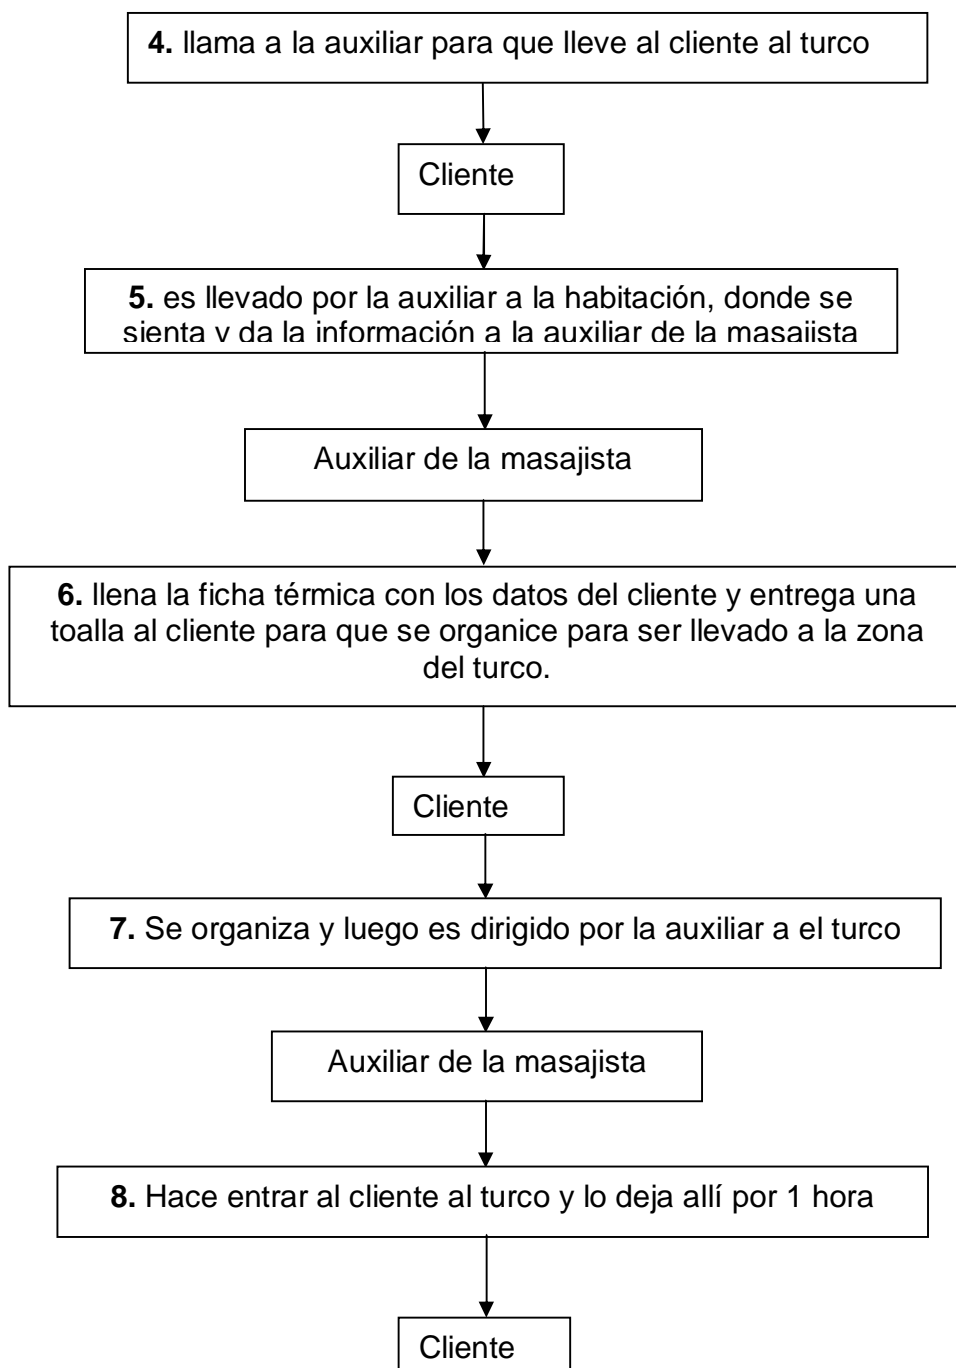 4. llama a la auxiliar para que lleve al cliente al turco
Cliente
5. es llevado por la auxiliar a la habitación, donde se
sienta y da la información a la auxiliar de la masajista
Auxiliar de la masajista
6. llena la ficha térmica con los datos del cliente y entrega una
toalla al cliente para que se organice para ser llevado a la zona
del turco.
Cliente
7. Se organiza y luego es dirigido por la auxiliar a el turco
Auxiliar de la masajista
8. Hace entrar al cliente al turco y lo deja allí por 1 hora
Cliente